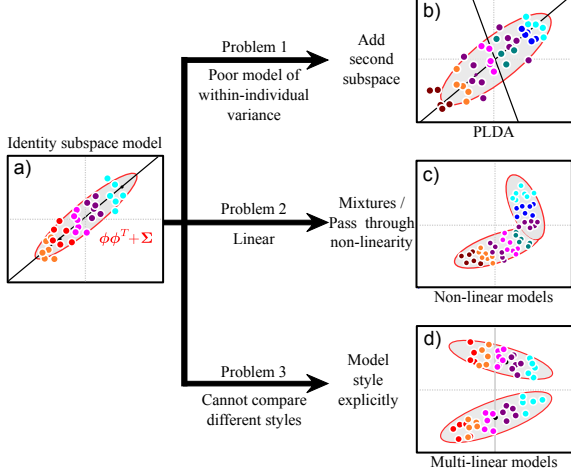 Identity subspace model
a)
ϕϕᵀ+Σ
Problem 1
Poor model of
within-individual
variance
Add
second
subspace
b)
PLDA
Problem 2
Linear
Mixtures /
Pass through
non-linearity
c)
Non-linear models
Problem 3
Cannot compare
different styles
Model
style
explicitly
d)
Multi-linear models